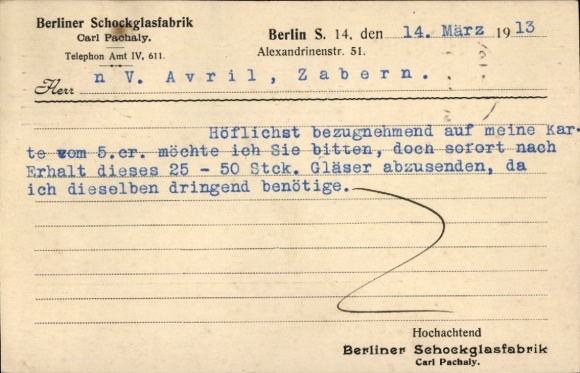 Berliner Schockglasfabrik
Carl Pachaly.
Telephon Amt IV, 611.
Berlin S. 14, den 14. März 1913
Alexandrinenstr. 51.
Herr n V. Avril, Zabern.
Höflichst bezugnehmend auf meine Kar-
te vom 5.cr. möchte ich Sie bitten, doch sofort nach
Erhalt dieses 25 - 50 Stck. Gläser abzusenden, da
ich dieselben dringend benötige.
Hochachtend
Berliner Schockglasfabrik
Carl Pachaly.